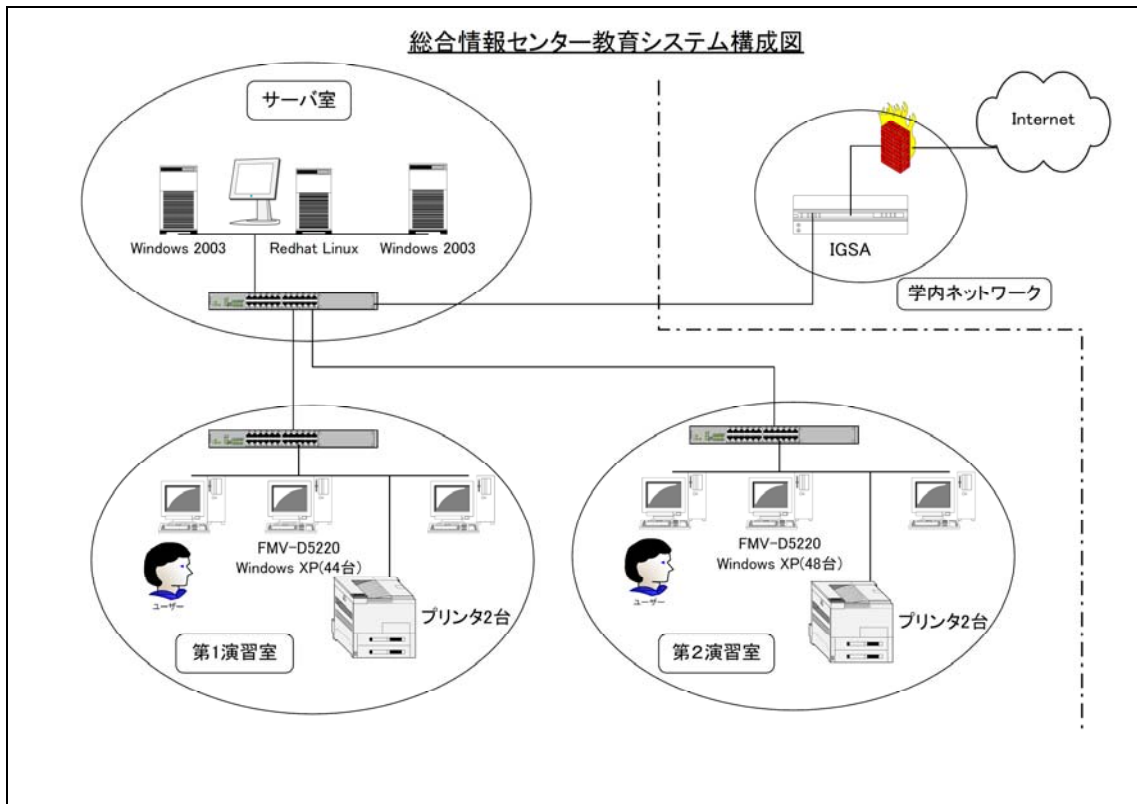 総合情報センター教育システム構成図
サーバ室
Internet
Windows 2003
Redhat Linux
Windows 2003
IGSA
学内ネットワーク
FMV-D5220
Windows XP(44台)
ユーザー
プリンタ2台
第1演習室
FMV-D5220
Windows XP(48台)
ユーザー
プリンタ2台
第2演習室